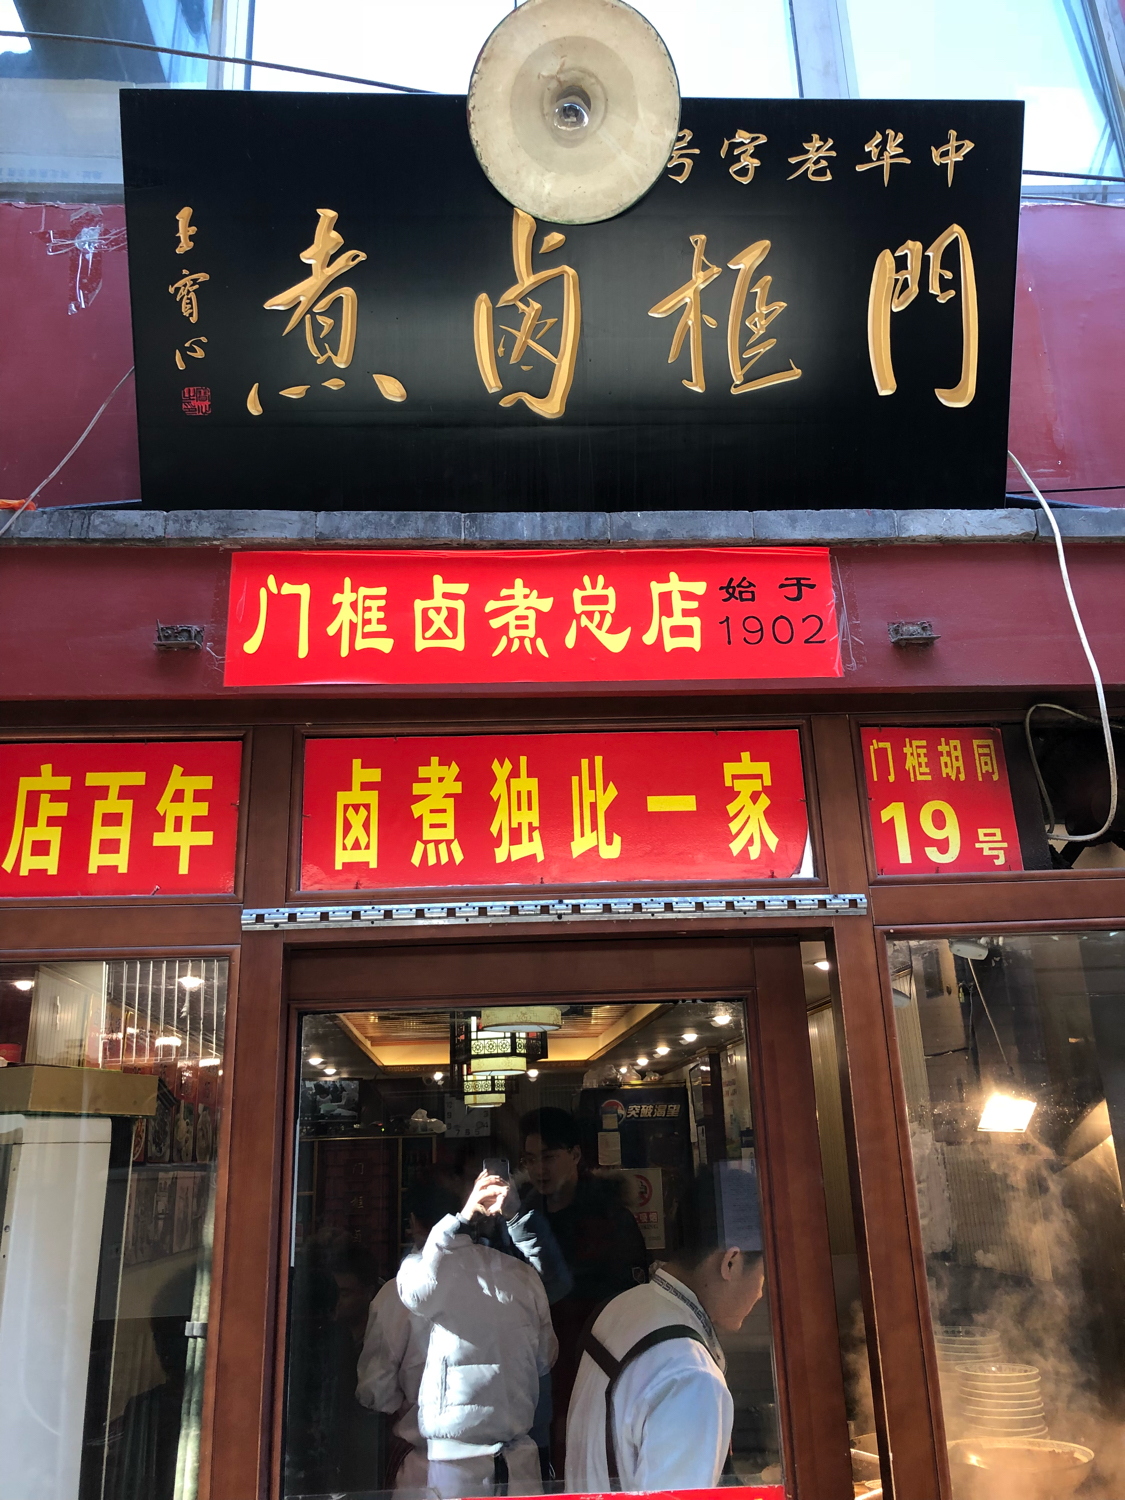 中华老字号
門框卤煮
王宝心
门框卤煮总店
始于
1902
店百年
卤煮独此一家
门框胡同
19号
突破渴望